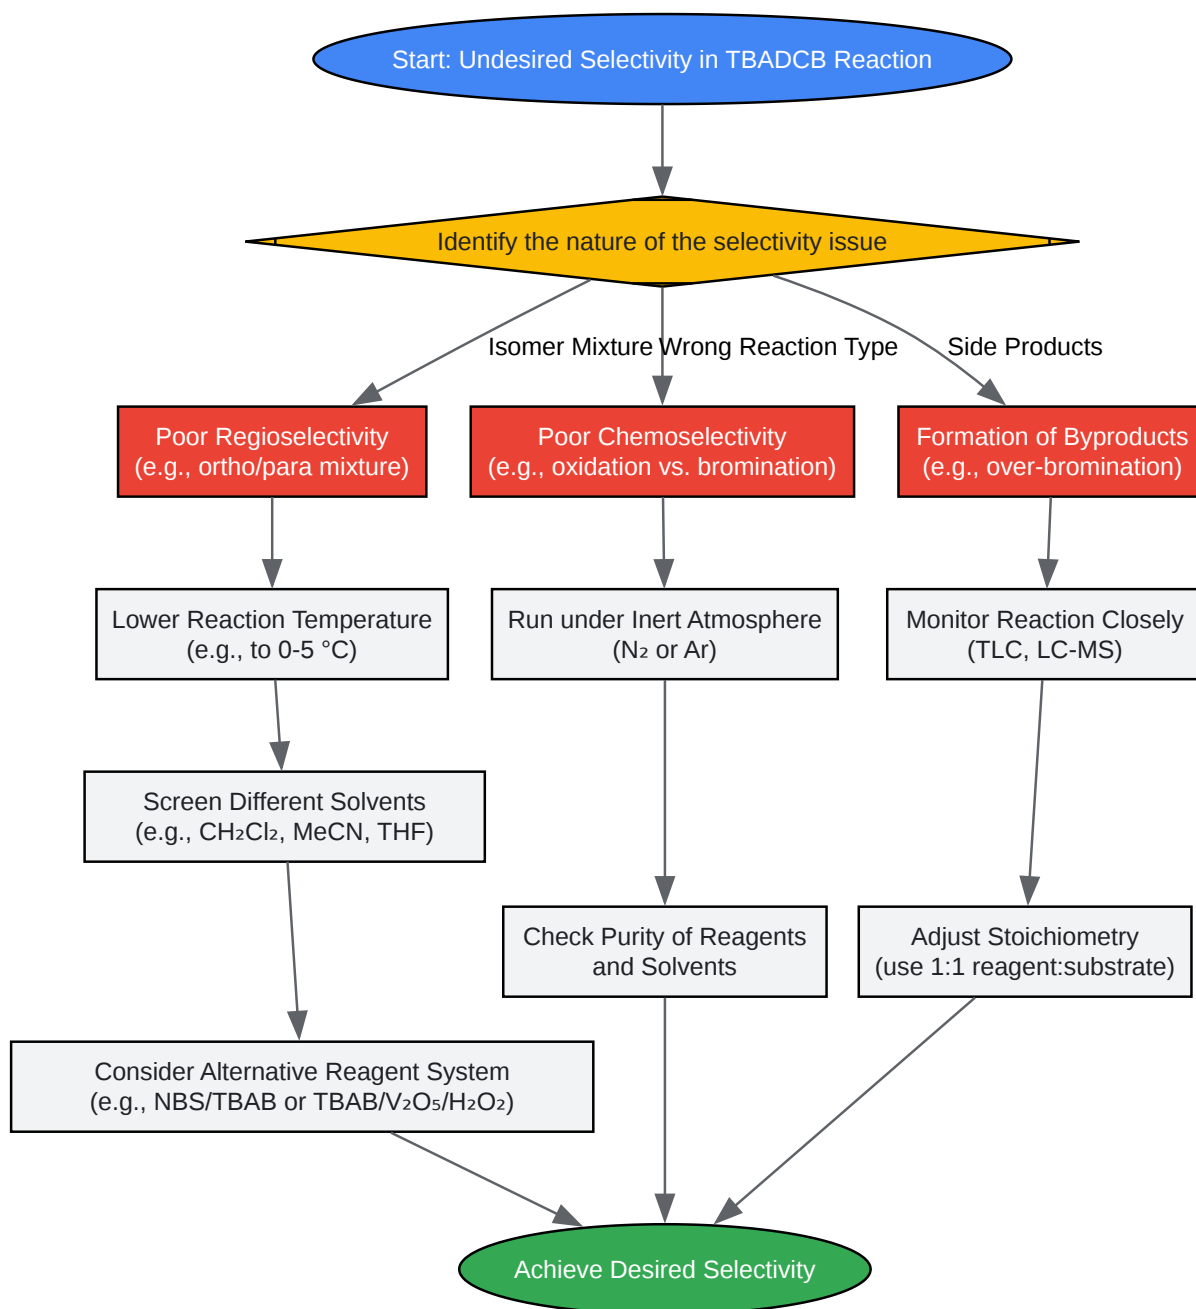 Start: Undesired Selectivity in TBADCB Reaction
Identify the nature of the selectivity issue
Isomer Mixture
Wrong Reaction Type
Side Products
Poor Regioselectivity
(e.g., ortho/para mixture)
Poor Chemoselectivity
(e.g., oxidation vs. bromination)
Formation of Byproducts
(e.g., over-bromination)
Lower Reaction Temperature
(e.g., to 0-5 °C)
Run under Inert Atmosphere
(N₂ or Ar)
Monitor Reaction Closely
(TLC, LC-MS)
Screen Different Solvents
(e.g., CH₂Cl₂, MeCN, THF)
Check Purity of Reagents
and Solvents
Adjust Stoichiometry
(use 1:1 reagent:substrate)
Consider Alternative Reagent System
(e.g., NBS/TBAB or TBAB/V₂O₅/H₂O₂)
Achieve Desired Selectivity